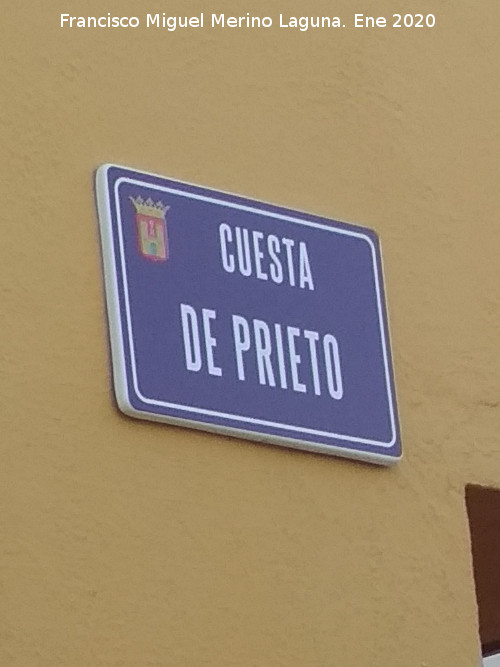 Francisco Miguel Merino Laguna. Ene 2020
CUESTA
DE PRIETO